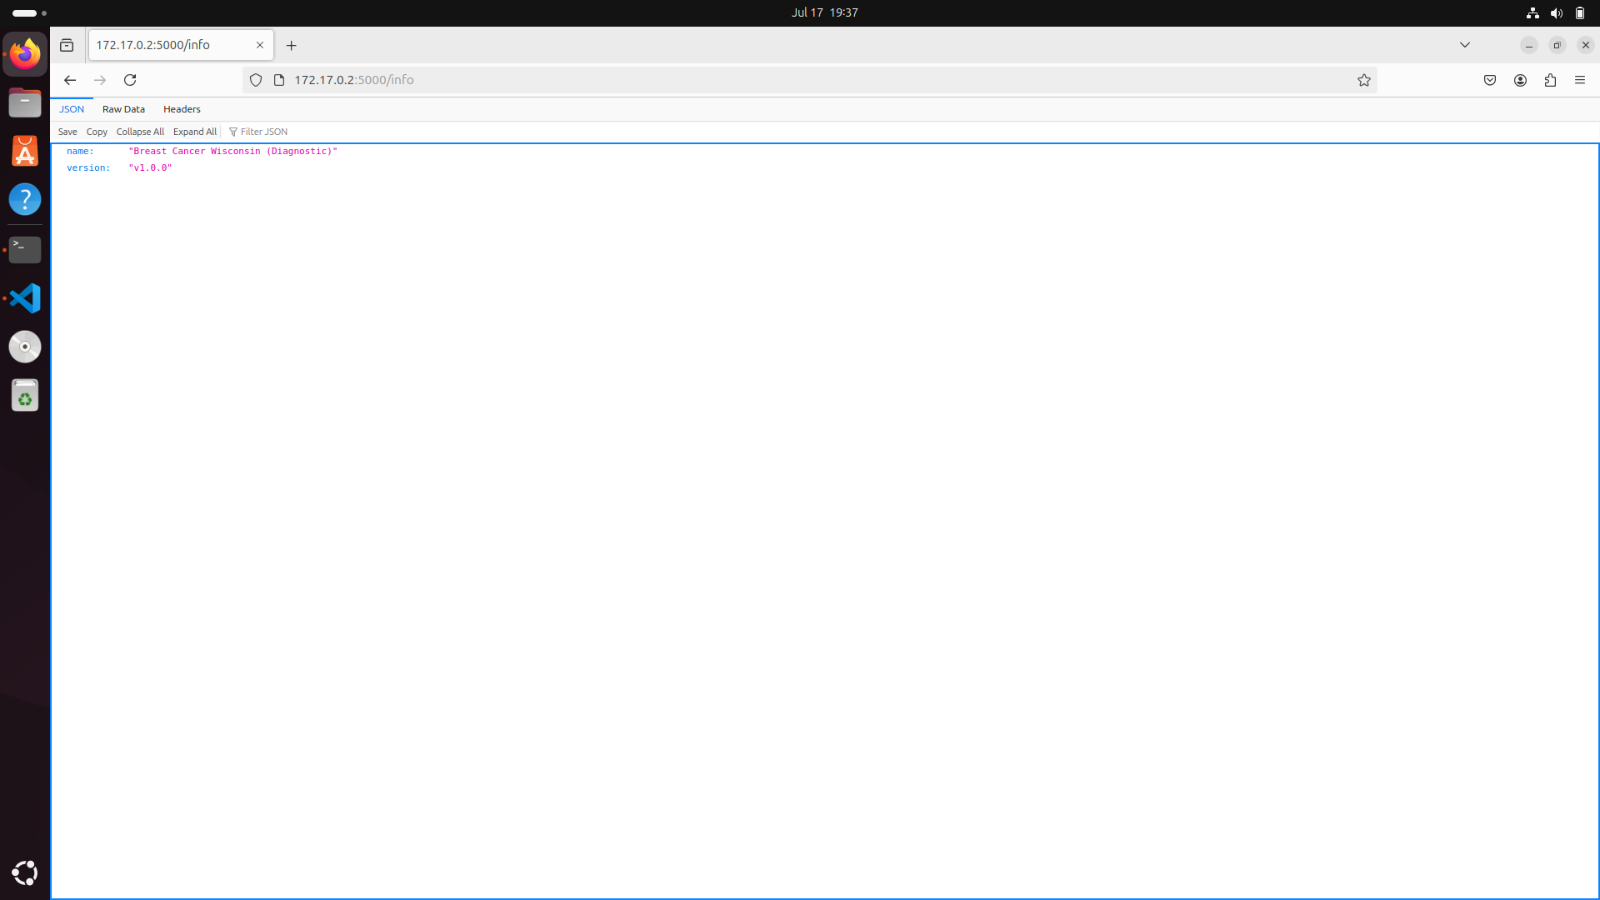 Jul 17 19:37
172.17.0.2:5000/info
172.17.0.2:5000/info
JSON Raw Data Headers
Save Copy Collapse All Expand All Filter JSON
name: "Breast Cancer Wisconsin (Diagnostic)"
version: "v1.0.0"